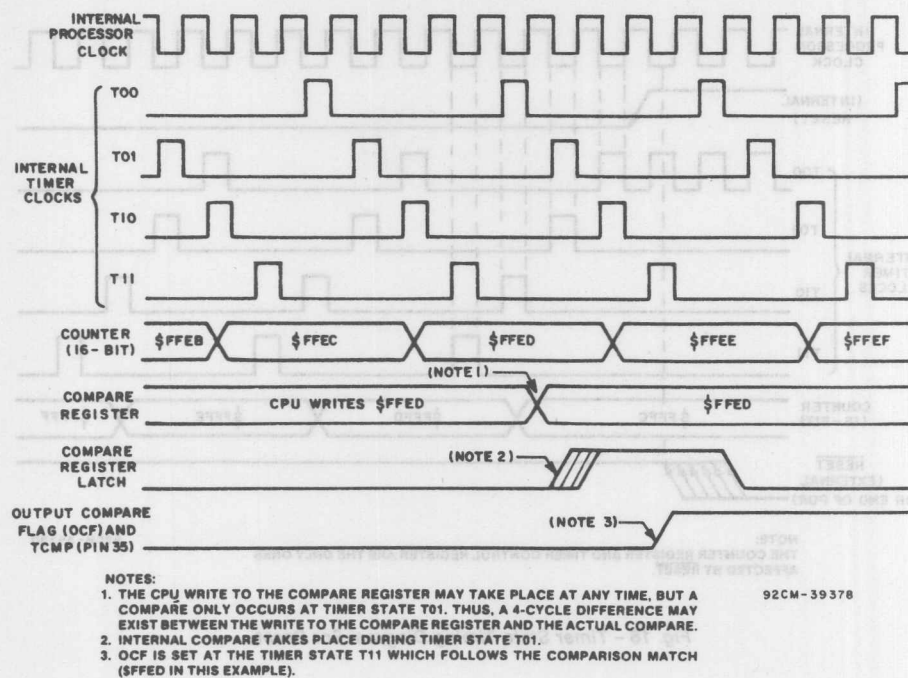 INTERNAL
PROCESSOR
CLOCK
T00
T01
INTERNAL
TIMER
CLOCKS
T10
T11
COUNTER
(16-BIT)
$FFEB
$FFEC
$FFED
$FFEE
$FFEF
(NOTE 1)
COMPARE
REGISTER
CPU WRITES $FFED
$FFED
COMPARE
REGISTER
LATCH
(NOTE 2)
OUTPUT COMPARE
FLAG (OCF) AND
TCMP (PIN 35)
(NOTE 3)
NOTES:
1. THE CPU WRITE TO THE COMPARE REGISTER MAY TAKE PLACE AT ANY TIME, BUT A
COMPARE ONLY OCCURS AT TIMER STATE T01. THUS, A 4-CYCLE DIFFERENCE MAY
EXIST BETWEEN THE WRITE TO THE COMPARE REGISTER AND THE ACTUAL COMPARE.
2. INTERNAL COMPARE TAKES PLACE DURING TIMER STATE T01.
3. OCF IS SET AT THE TIMER STATE T11 WHICH FOLLOWS THE COMPARISON MATCH
($FFED IN THIS EXAMPLE).
92CM-39378